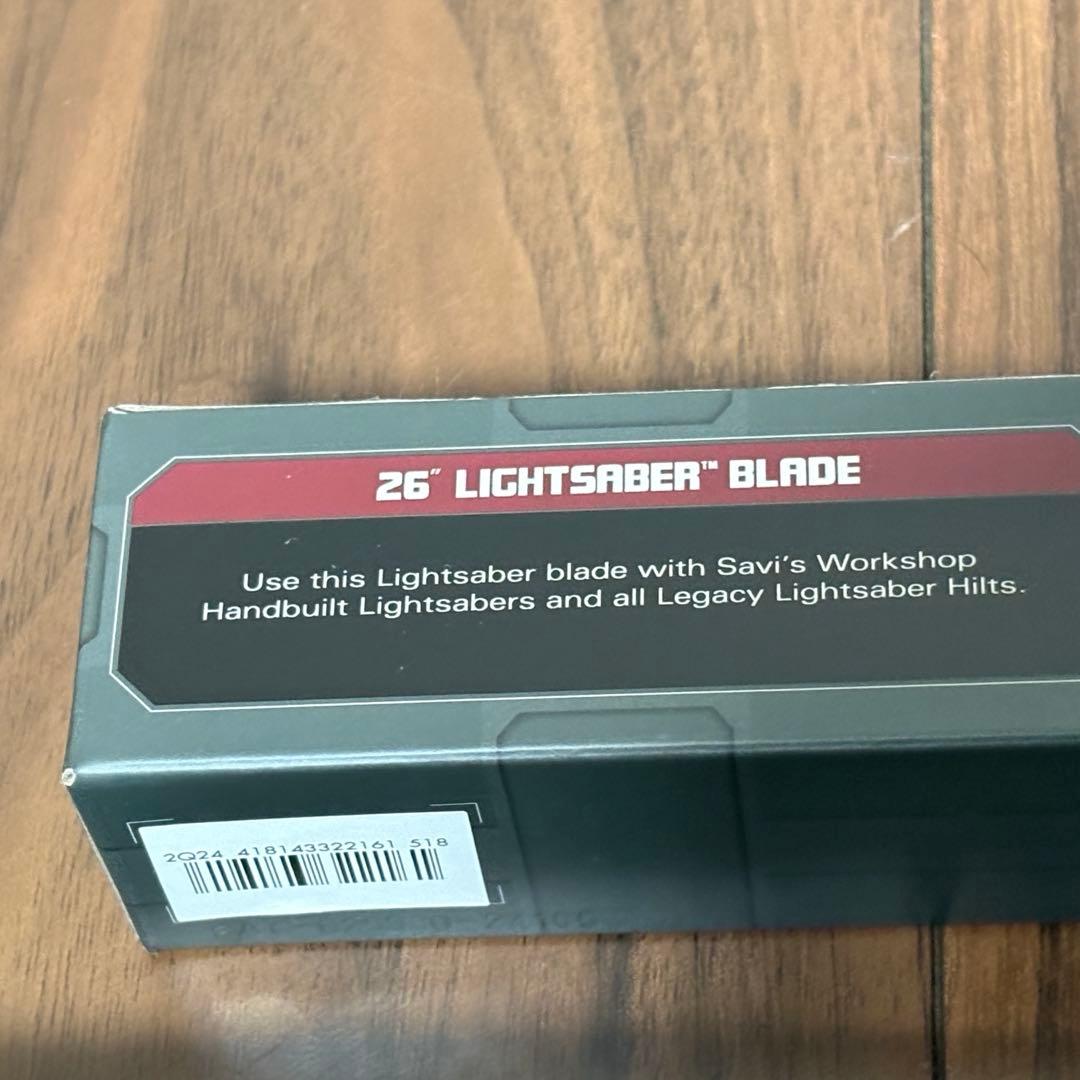 26″ LIGHTSABER™ BLADE
Use this Lightsaber blade with Savi's Workshop
Handbuilt Lightsabers and all Legacy Lightsaber Hilts.
2Q24 418143322161 518